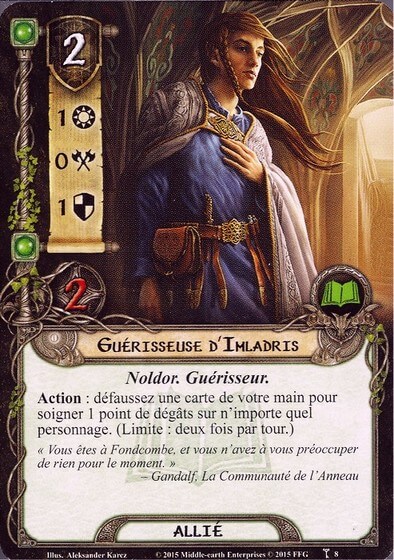 2
1
0
1
2
Guérisseuse d'Imladris
Noldor. Guérisseur.
Action : défaussez une carte de votre main pour
soigner 1 point de dégâts sur n'importe quel
personnage. (Limite : deux fois par tour.)
« Vous êtes à Fondcombe, et vous n'avez à vous préoccuper
de rien pour le moment. »
– Gandalf, La Communauté de l'Anneau
Allié
Illus. Aleksander Karcz © 2015 Middle-earth Enterprises © 2015 FFG 8